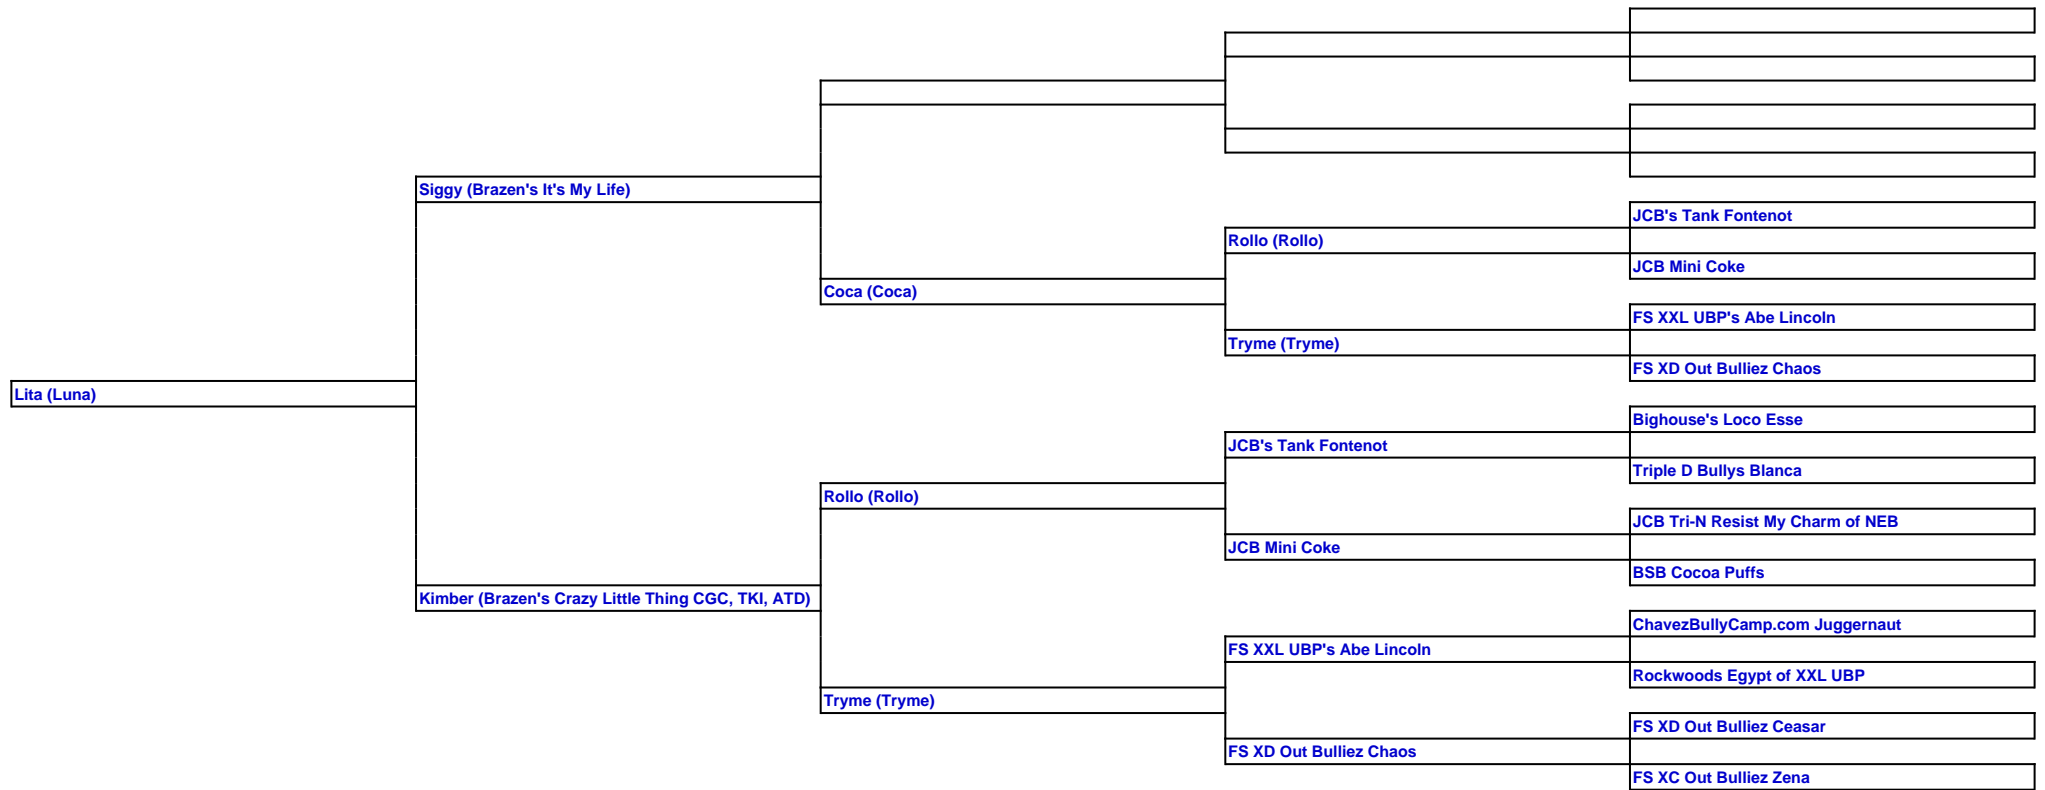 Siggy (Brazen's It's My Life)
JCB's Tank Fontenot
Rollo (Rollo)
JCB Mini Coke
Coca (Coca)
FS XXL UBP's Abe Lincoln
Tryme (Tryme)
FS XD Out Bulliez Chaos
Lita (Luna)
Bighouse's Loco Esse
JCB's Tank Fontenot
Triple D Bullys Blanca
Rollo (Rollo)
JCB Tri-N Resist My Charm of NEB
JCB Mini Coke
BSB Cocoa Puffs
Kimber (Brazen's Crazy Little Thing CGC, TKI, ATD)
ChavezBullyCamp.com Juggernaut
FS XXL UBP's Abe Lincoln
Rockwoods Egypt of XXL UBP
Tryme (Tryme)
FS XD Out Bulliez Ceasar
FS XD Out Bulliez Chaos
FS XC Out Bulliez Zena